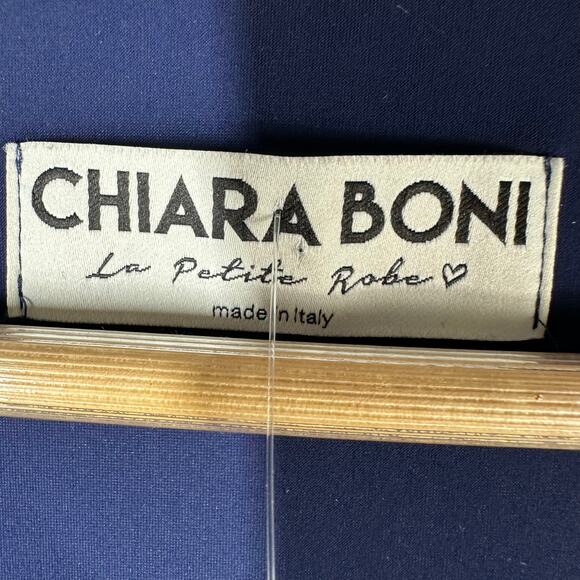 CHIARA BONI
La Petite Robe ♡
made in Italy